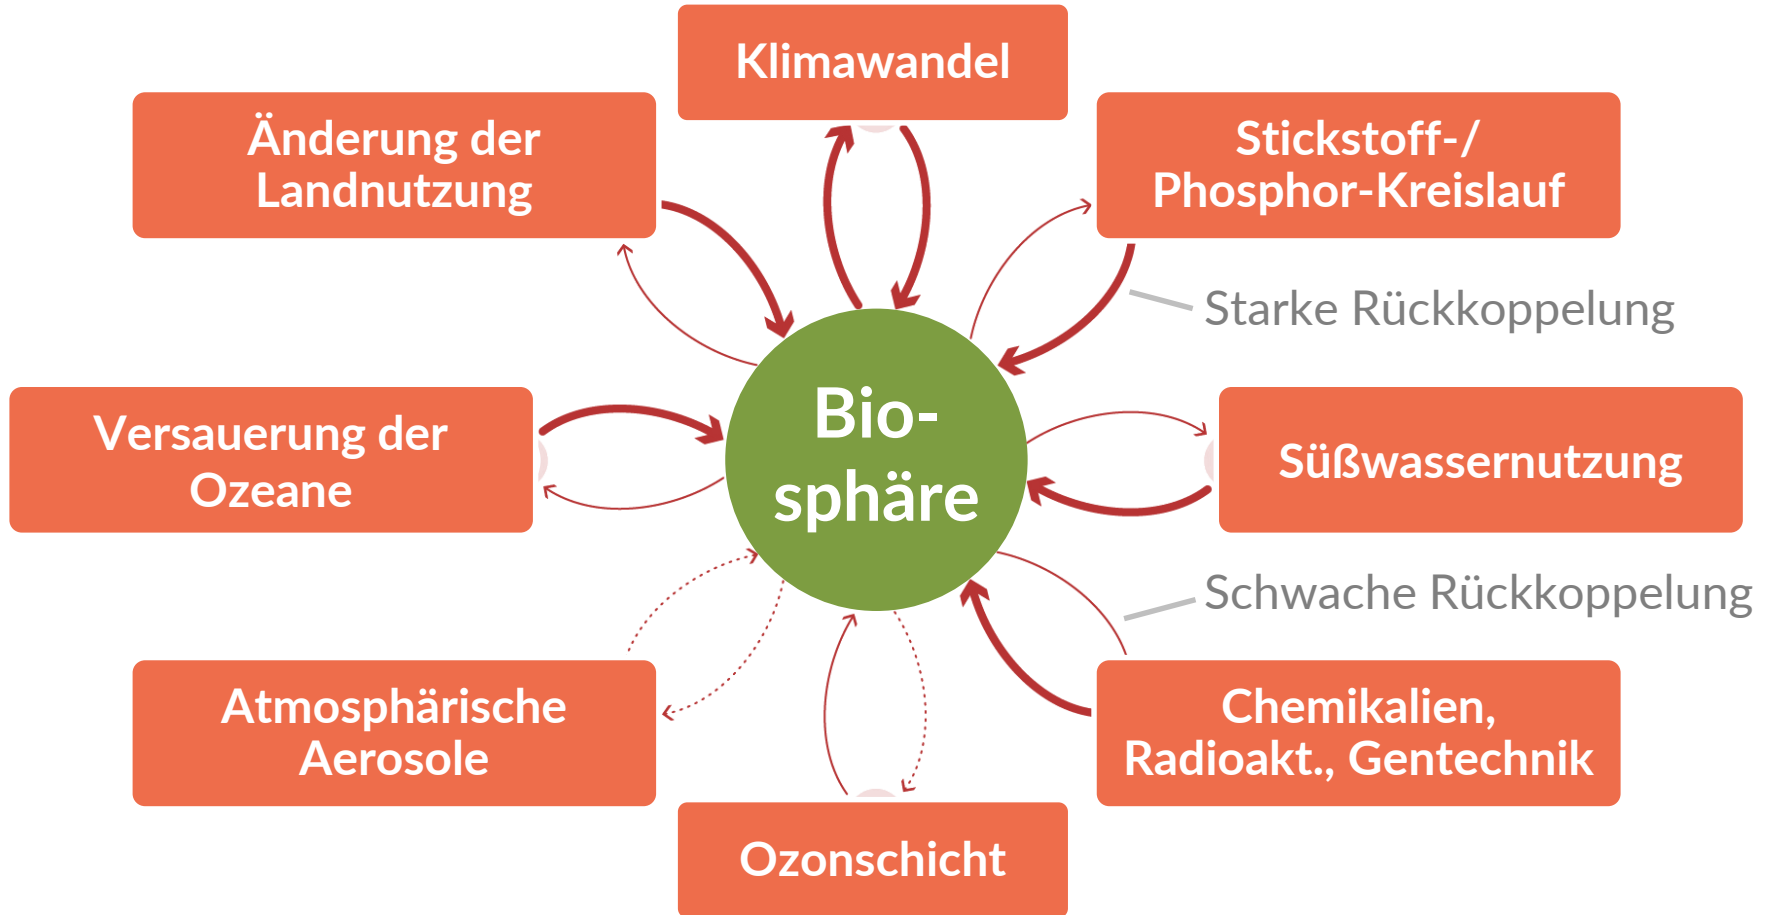 Klimawandel
Änderung der
Landnutzung
Stickstoff-/
Phosphor-Kreislauf
Starke Rückkoppelung
Versauerung der
Ozeane
Bio-
sphäre
Süßwassernutzung
Schwache Rückkoppelung
Atmosphärische
Aerosole
Chemikalien,
Radioakt., Gentechnik
Ozonschicht